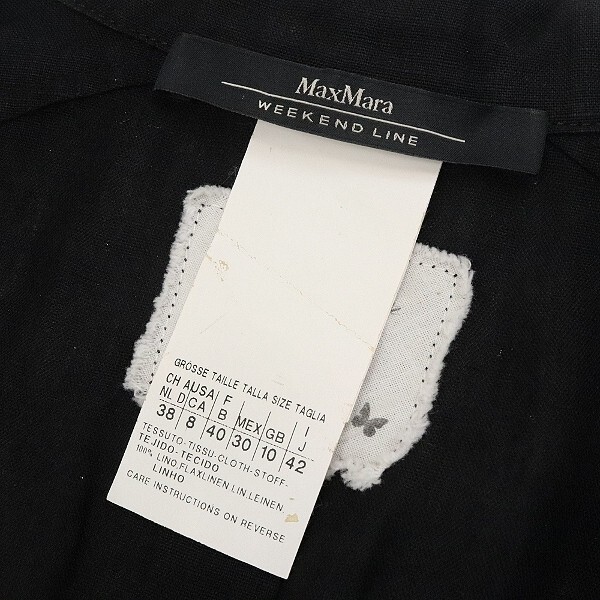 MaxMara
WEEKEND LINE
GRÖSSE TAILLE TALLA SIZE TAGLIA
CH AUSA F I
NL D CA B MEX GB J
38 8 40 30 10 42
TESSUTO-TISSU-CLOTH-STOFF-
TEJIDO-TECIDO
100% LINO.FLAX.LINEN.LIN.LEINEN.
LINHO
CARE INSTRUCTIONS ON REVERSE